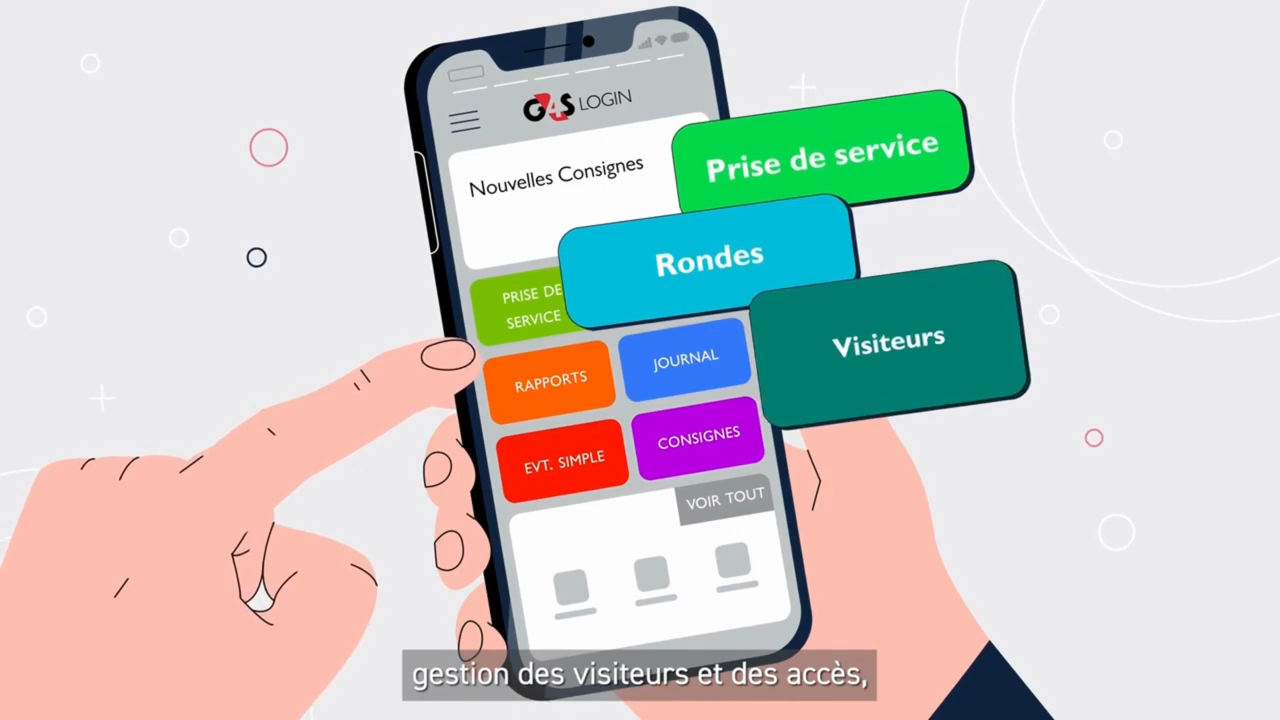 G4S LOGIN
Nouvelles Consignes
Prise de service
Rondes
Visiteurs
PRISE DE
SERVICE
RAPPORTS
JOURNAL
EVT. SIMPLE
CONSIGNES
VOIR TOUT
gestion des visiteurs et des accès,